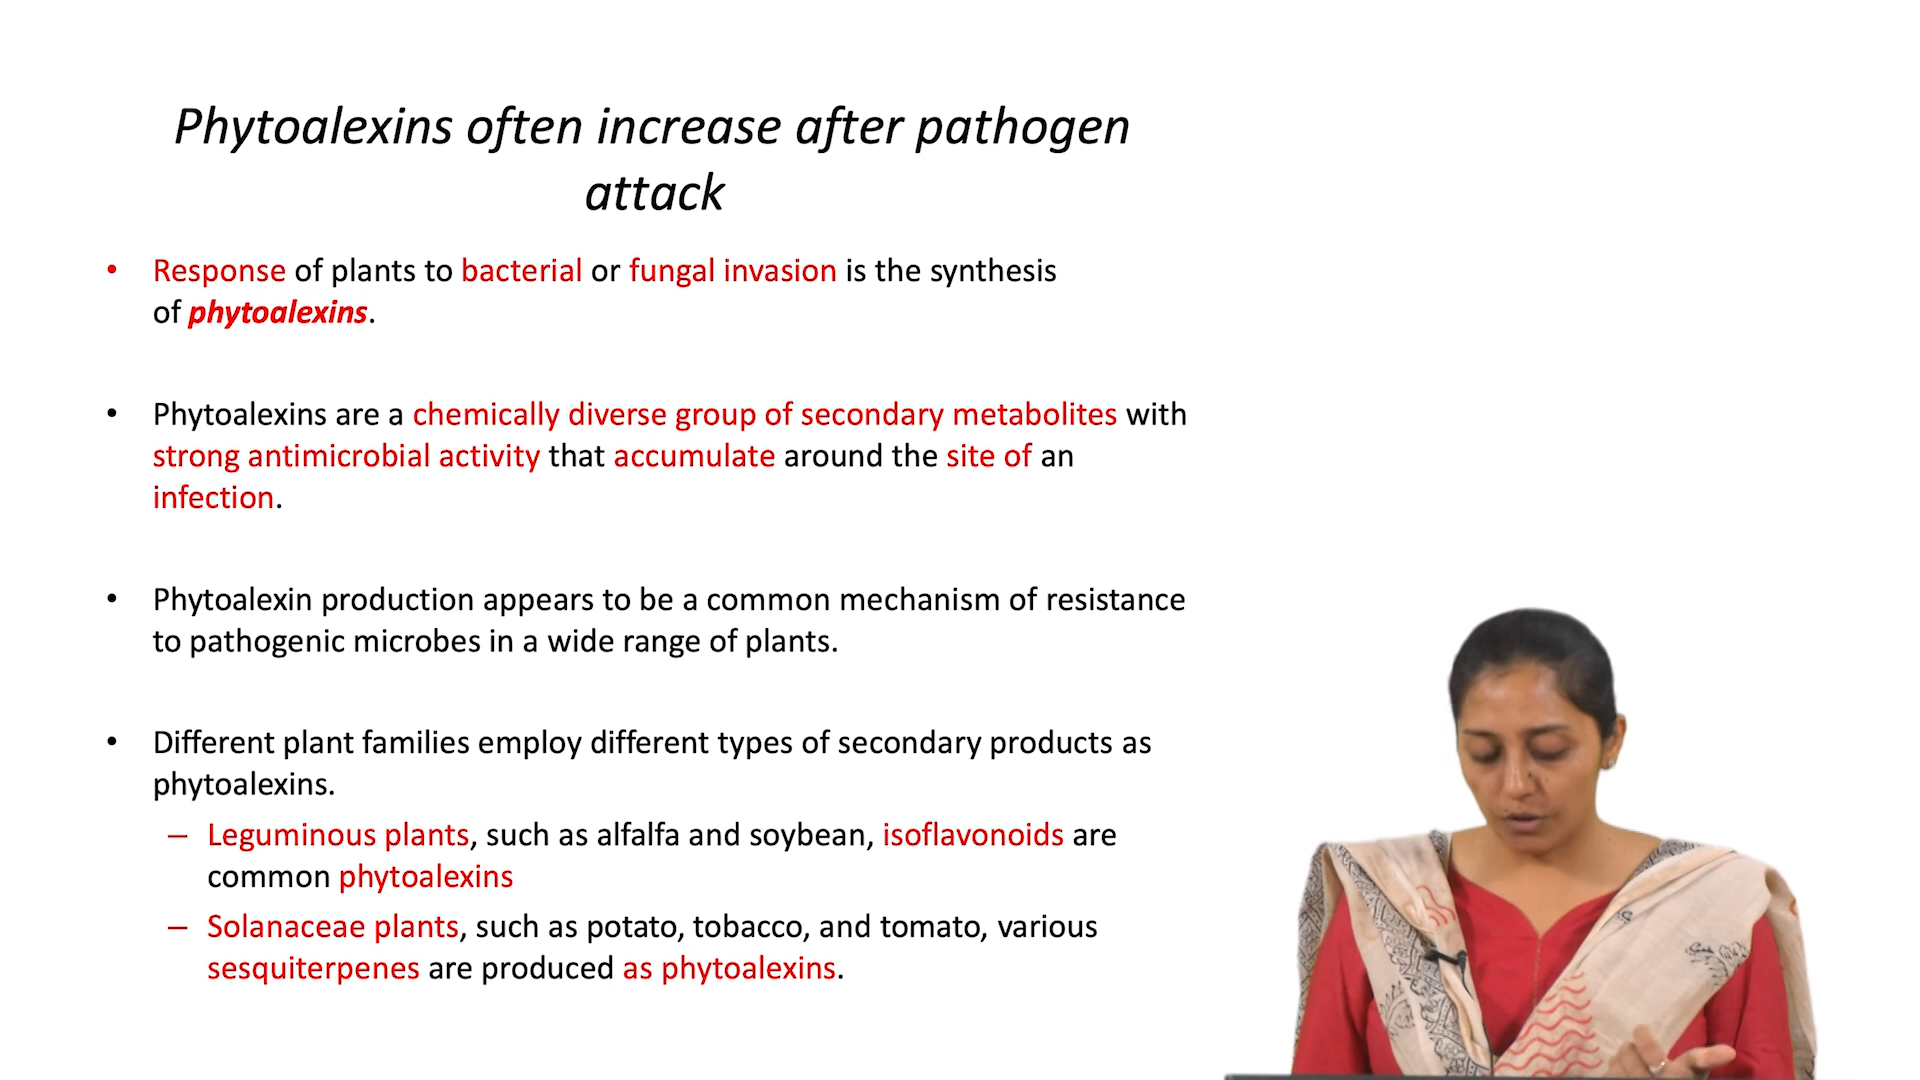 Phytoalexins often increase after pathogen
attack
• Response of plants to bacterial or fungal invasion is the synthesis
of phytoalexins.
• Phytoalexins are a chemically diverse group of secondary metabolites with
strong antimicrobial activity that accumulate around the site of an
infection.
• Phytoalexin production appears to be a common mechanism of resistance
to pathogenic microbes in a wide range of plants.
• Different plant families employ different types of secondary products as
phytoalexins.
– Leguminous plants, such as alfalfa and soybean, isoflavonoids are
common phytoalexins
– Solanaceae plants, such as potato, tobacco, and tomato, various
sesquiterpenes are produced as phytoalexins.